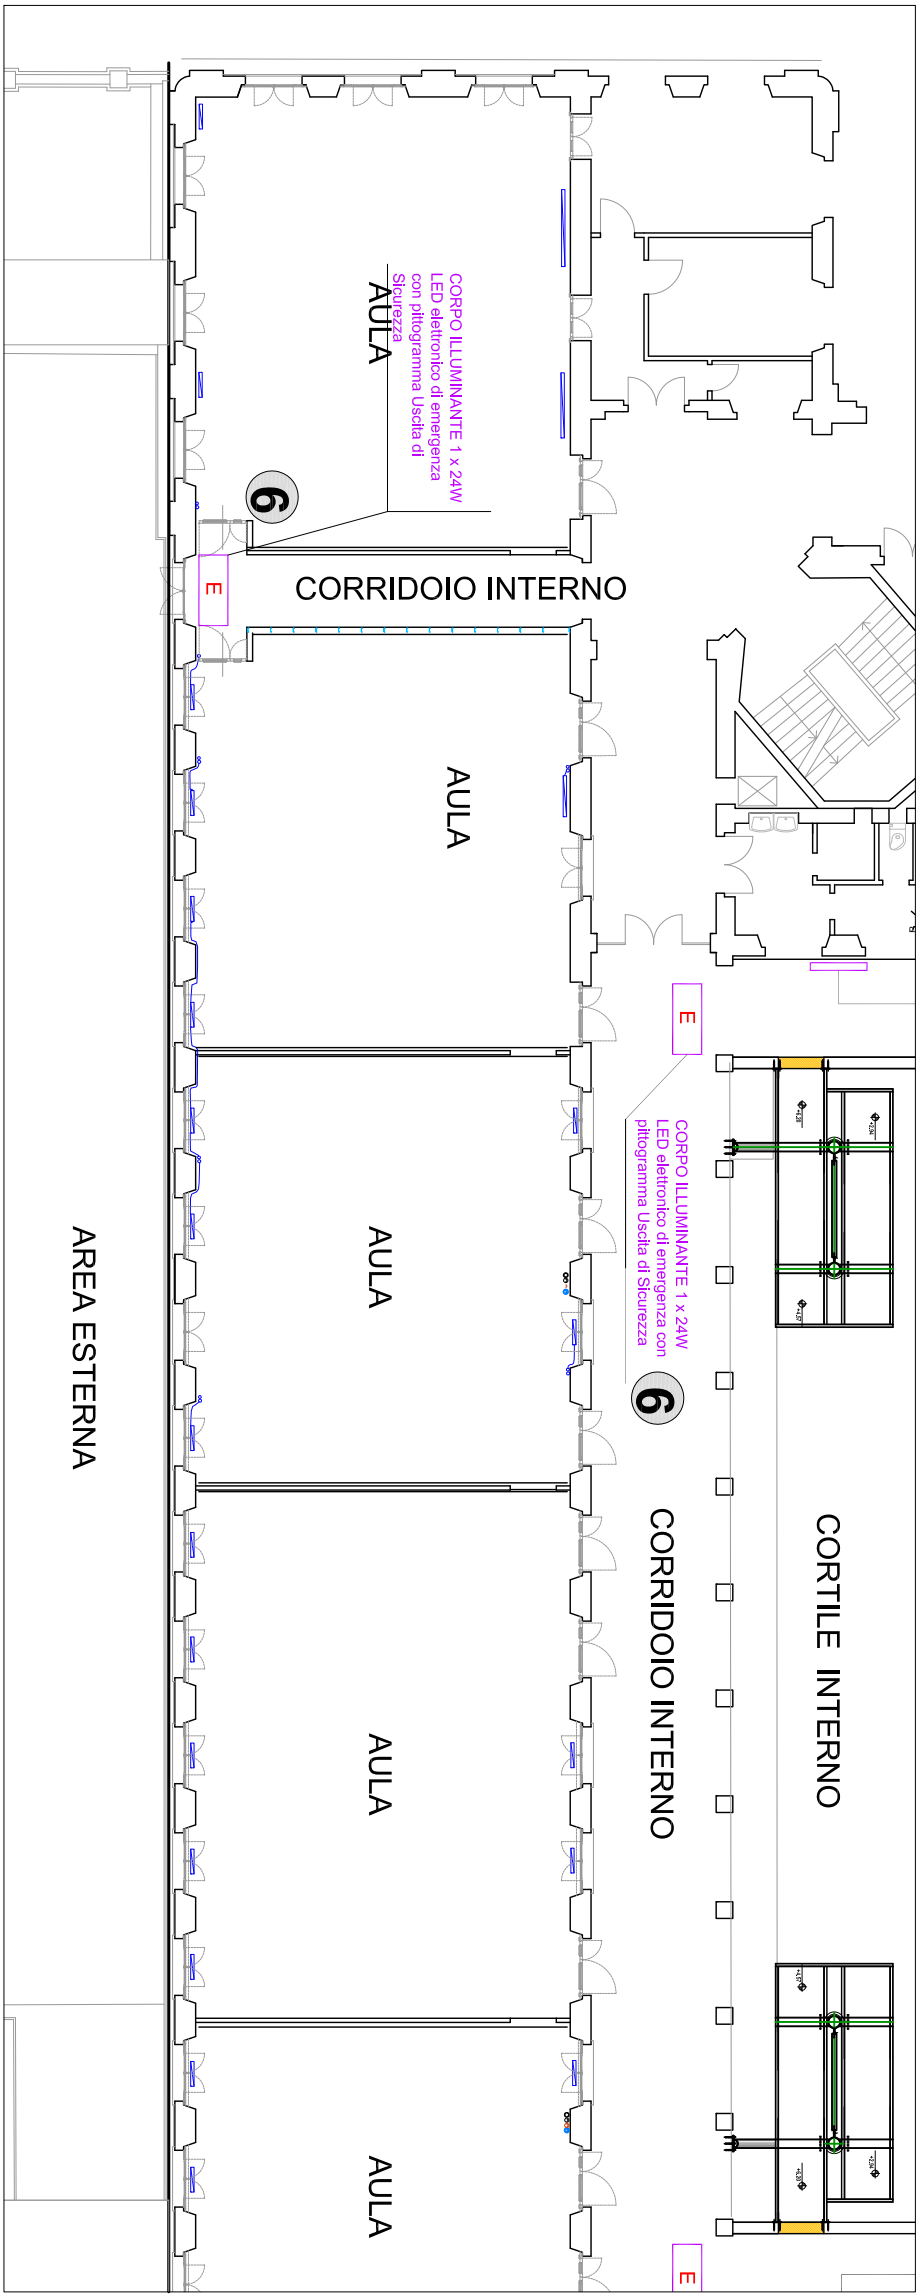 CORPO ILLUMINANTE 1 x 24W
LED elettronico di emergenza
con pittogramma Uscita di
Sicurezza
AULA
6
E
CORRIDOIO INTERNO
AULA
E
CORPO ILLUMINANTE 1 x 24W
LED elettronico di emergenza con
pittogramma Uscita di Sicurezza
6
AULA
AREA ESTERNA
CORRIDOIO INTERNO
CORTILE INTERNO
AULA
AULA
E